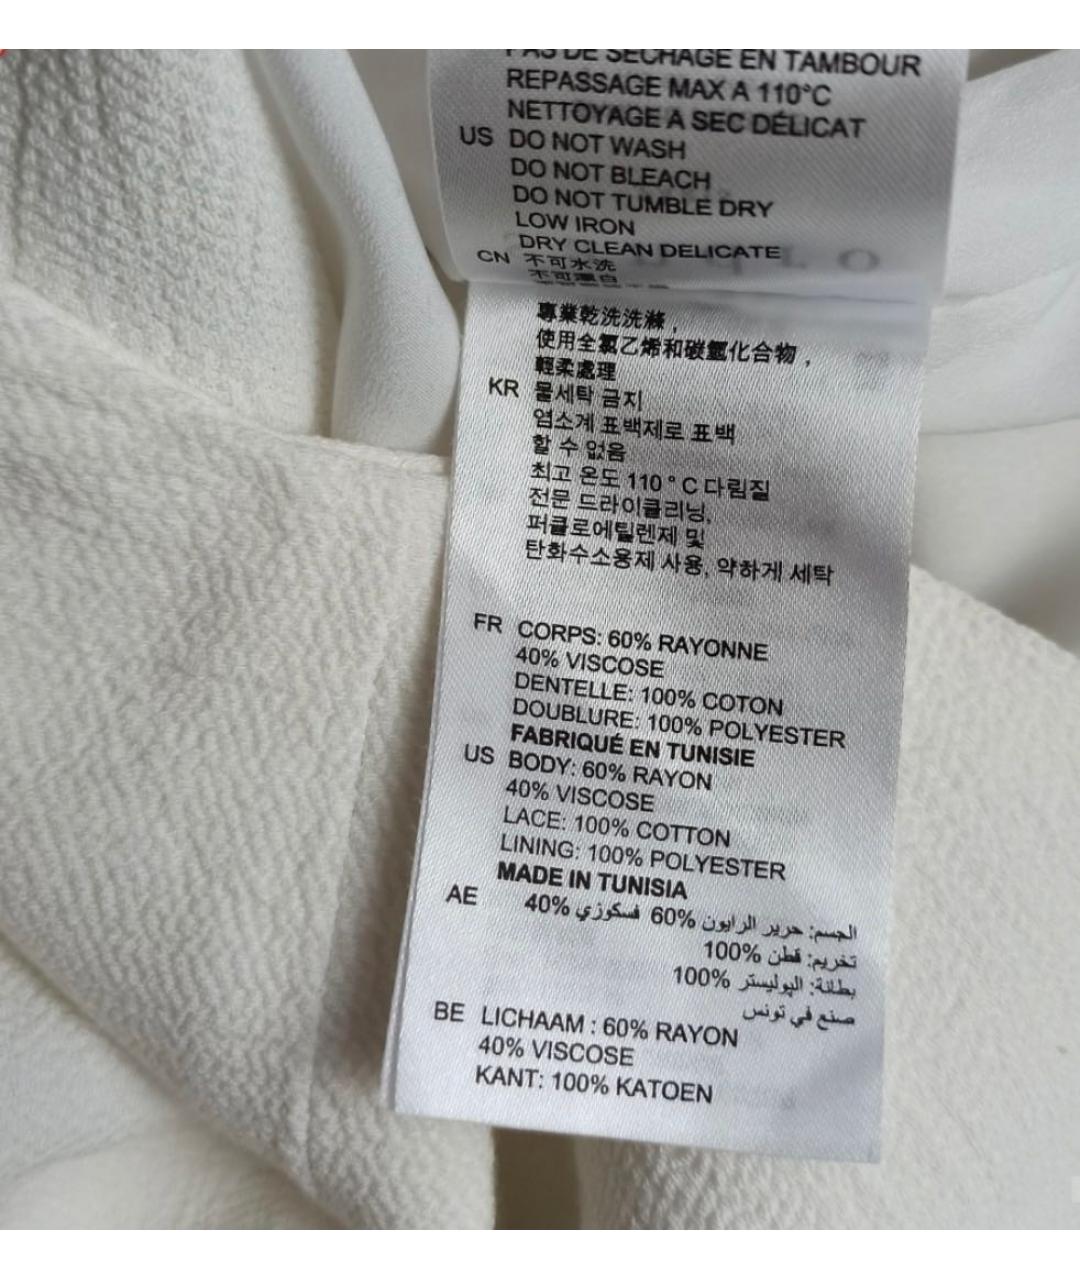 PAS DE SÉCHAGE EN TAMBOUR
REPASSAGE MAX A 110°C
NETTOYAGE A SEC DÉLICAT
US DO NOT WASH
DO NOT BLEACH
DO NOT TUMBLE DRY
LOW IRON
DRY CLEAN DELICATE
CN 不可水洗
不可漂白
專業乾洗洗滌，
使用全氯乙烯和碳氫化合物，
輕柔處理
KR 물세탁 금지
염소계 표백제로 표백
할 수 없음
최고 온도 110 ° C 다림질
전문 드라이클리닝,
퍼클로에틸렌제 및
탄화수소용제 사용, 약하게 세탁
FR CORPS: 60% RAYONNE
40% VISCOSE
DENTELLE: 100% COTON
DOUBLURE: 100% POLYESTER
FABRIQUÉ EN TUNISIE
US BODY: 60% RAYON
40% VISCOSE
LACE: 100% COTTON
LINING: 100% POLYESTER
MADE IN TUNISIA
AE الجسم: حرير الرايون 60% فسكوزي 40%
تخريم: قطن 100%
بطانة: البوليستر 100%
صنع في تونس
BE LICHAAM : 60% RAYON
40% VISCOSE
KANT: 100% KATOEN